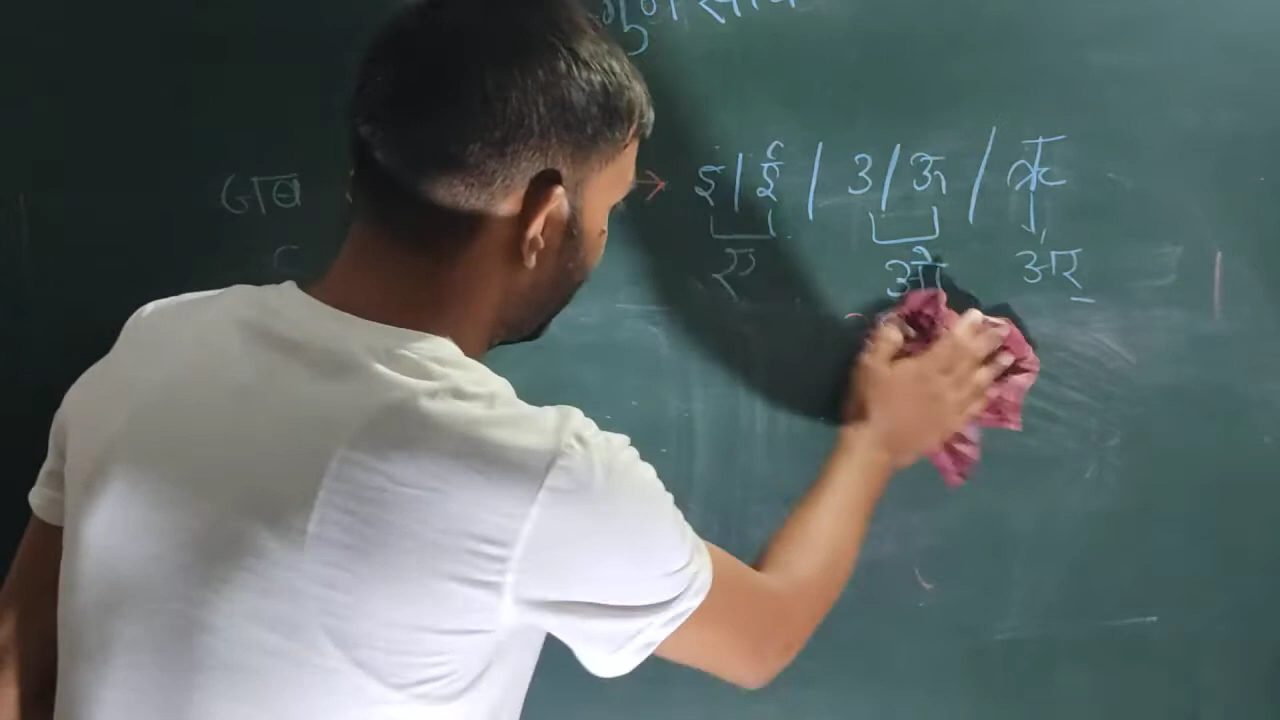 गुण संधि
जब → इ / ई / उ / ऊ / ऋ
ए ओ अर्